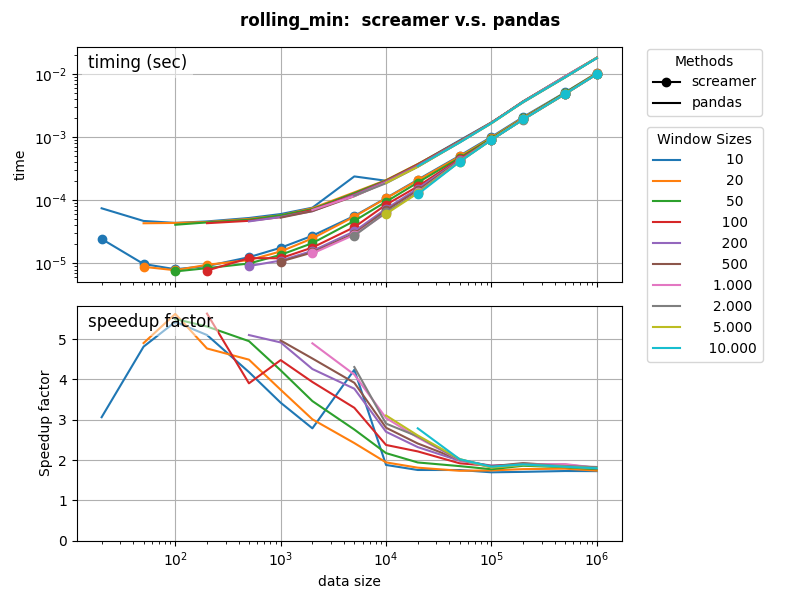 rolling_min:  screamer v.s. pandas
timing (sec)
time
10⁻²
10⁻³
10⁻⁴
10⁻⁵
Methods
screamer
pandas
Window Sizes
10
20
50
100
200
500
1.000
2.000
5.000
10.000
speedup factor
Speedup factor
5
4
3
2
1
0
10² 10³ 10⁴ 10⁵ 10⁶
data size